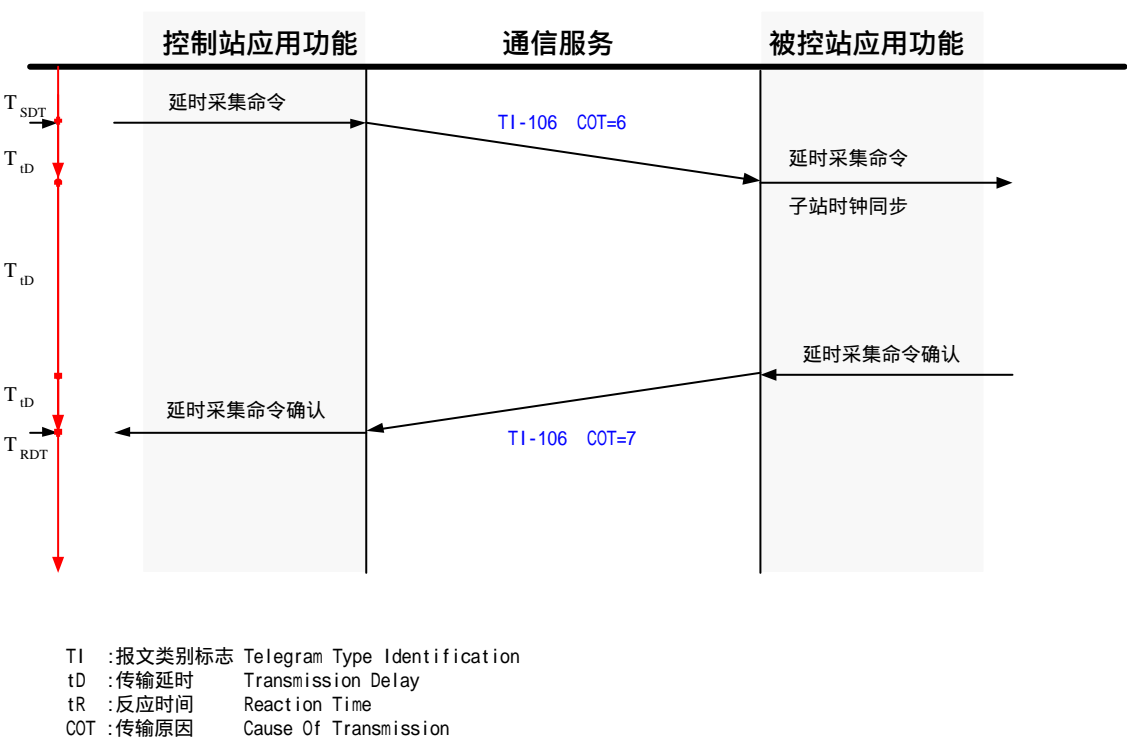 控制站应用功能 通信服务 被控站应用功能
T SDT 延时采集命令
TI-106 COT=6
T tD 延时采集命令
子站时钟同步
T tD
延时采集命令确认
T tD 延时采集命令确认
T RDT TI-106 COT=7
TI :报文类别标志 Telegram Type Identification
tD :传输延时 Transmission Delay
tR :反应时间 Reaction Time
COT :传输原因 Cause Of Transmission